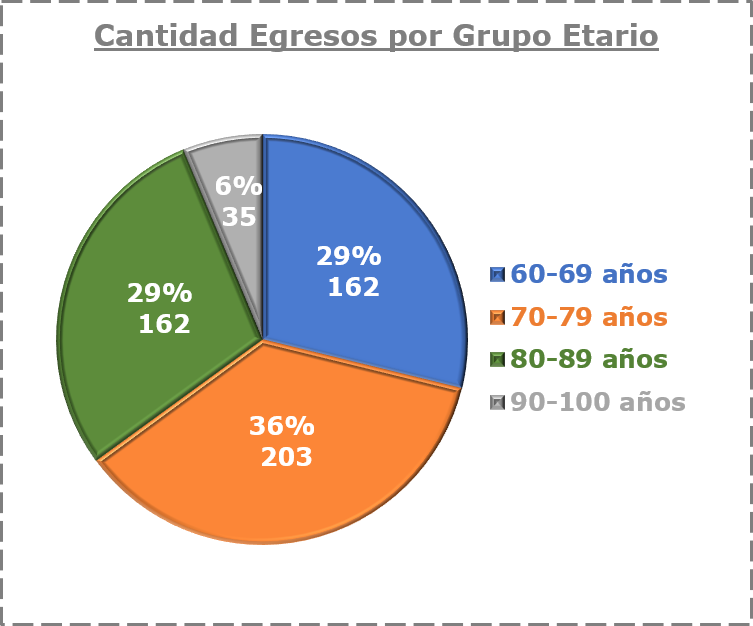 Cantidad Egresos por Grupo Etario
6%
35
29%
162
29%
162
36%
203
60-69 años
70-79 años
80-89 años
90-100 años